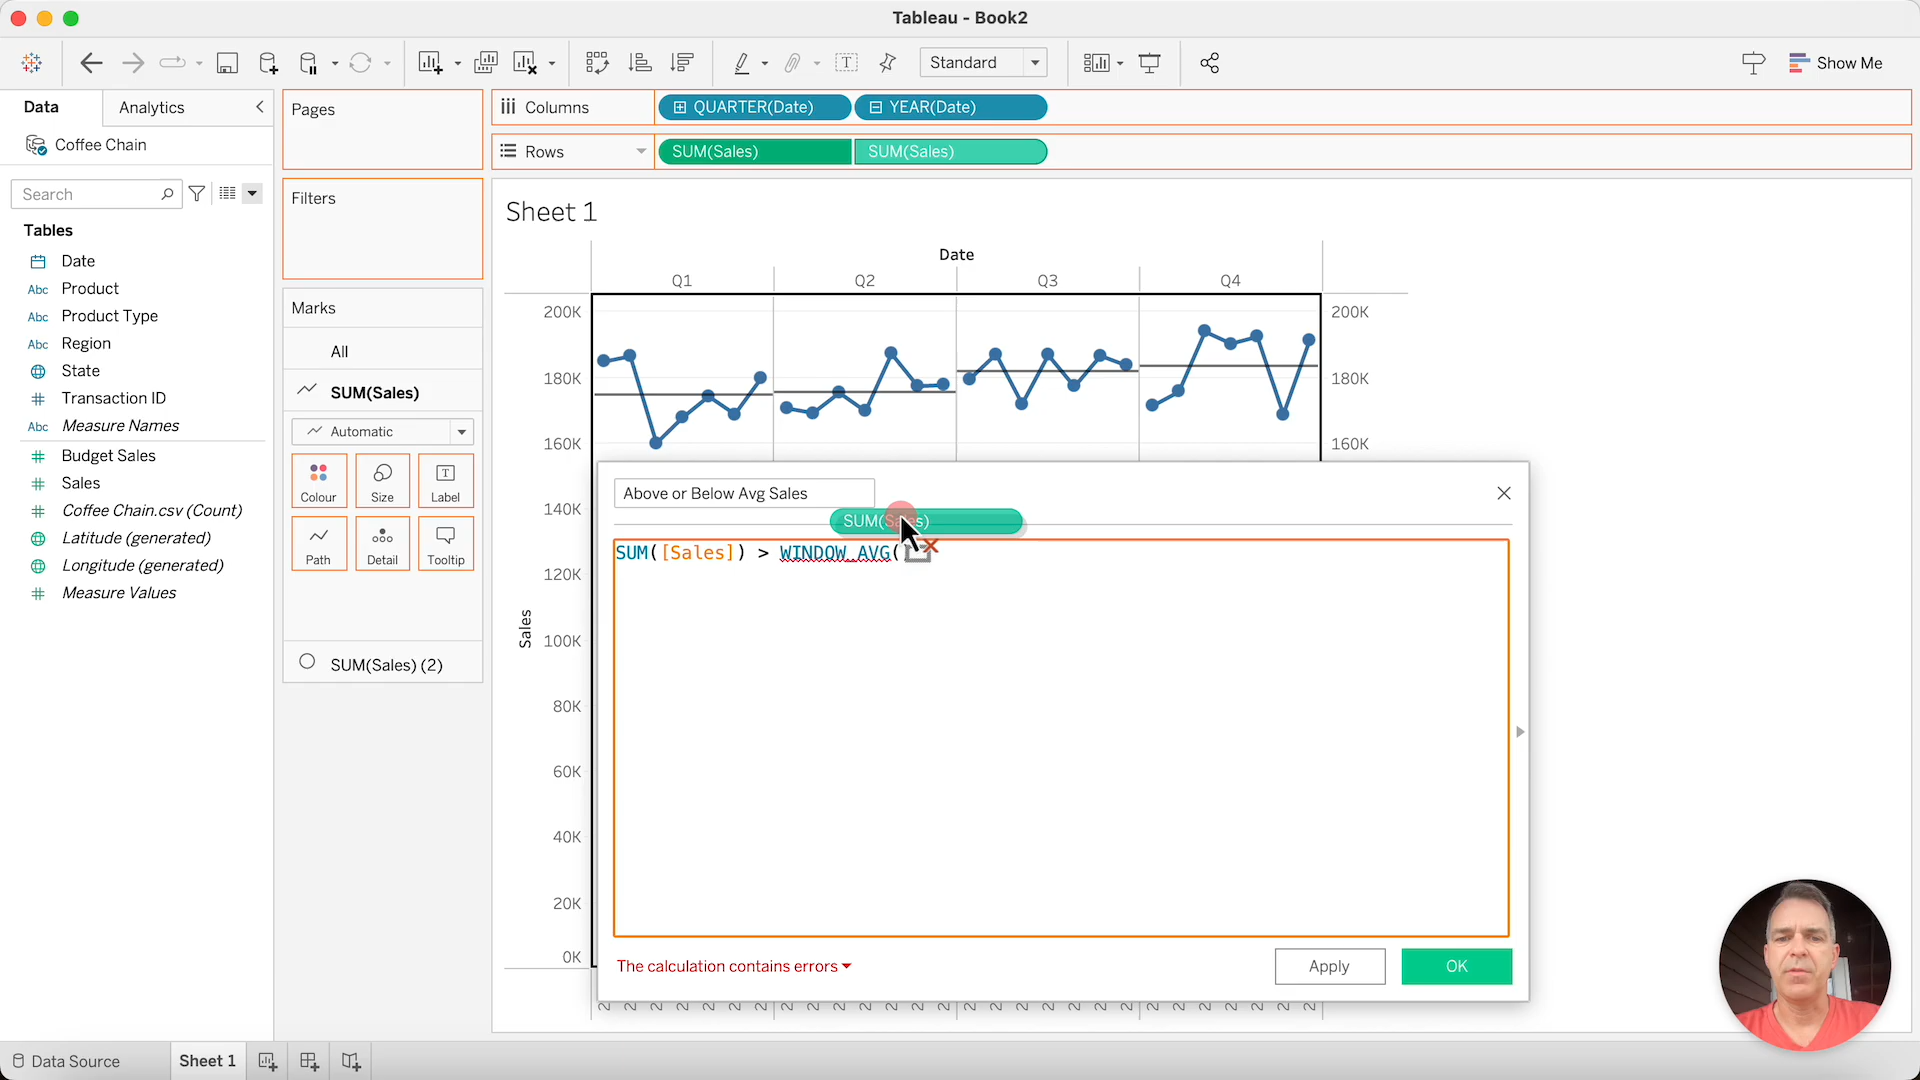 Tableau - Book2
Standard
Show Me
Data
Analytics
Coffee Chain
Search
Tables
Date
Abc Product
Abc Product Type
Abc Region
State
Transaction ID
Abc Measure Names
Budget Sales
Sales
Coffee Chain.csv (Count)
Latitude (generated)
Longitude (generated)
Measure Values
Pages
Filters
Marks
All
SUM(Sales)
Automatic
Colour
Size
Label
Path
Detail
Tooltip
SUM(Sales) (2)
Columns
QUARTER(Date)
YEAR(Date)
Rows
SUM(Sales)
SUM(Sales)
Sheet 1
Date
Q1
Q2
Q3
Q4
200K
180K
160K
140K
120K
100K
80K
60K
40K
20K
0K
Sales
200K
180K
160K
Above or Below Avg Sales
SUM([Sales]) > WINDOW_AVG(
The calculation contains errors
Apply
OK
Data Source
Sheet 1